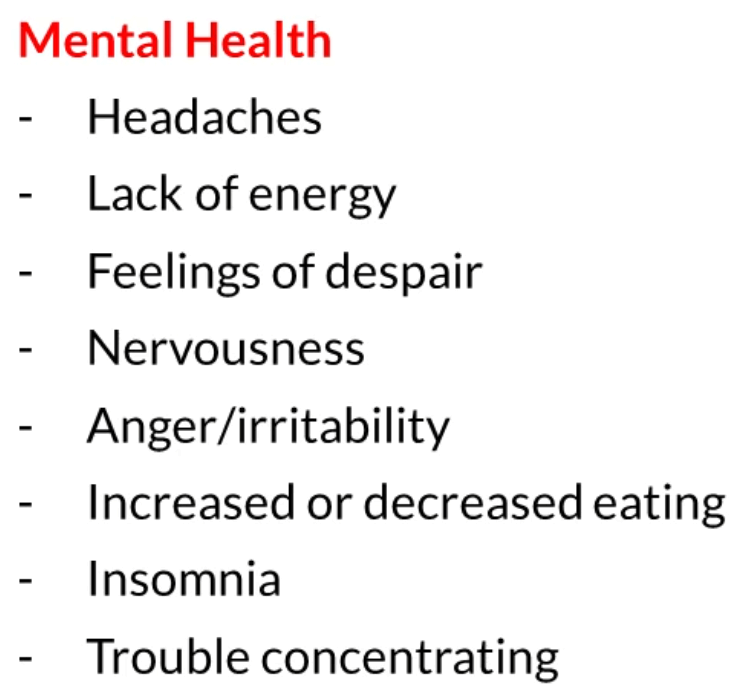 Mental Health
- Headaches
- Lack of energy
- Feelings of despair
- Nervousness
- Anger/irritability
- Increased or decreased eating
- Insomnia
- Trouble concentrating